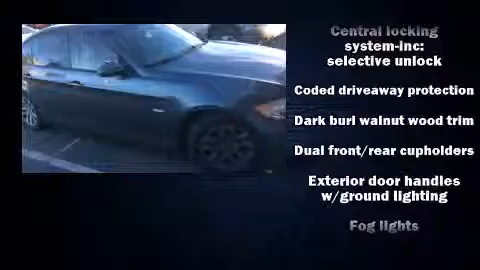 Central locking
system-inc:
selective unlock
Coded driveaway protection
Dark burl walnut wood trim
Dual front/rear cupholders
Exterior door handles
w/ground lighting
Fog lights